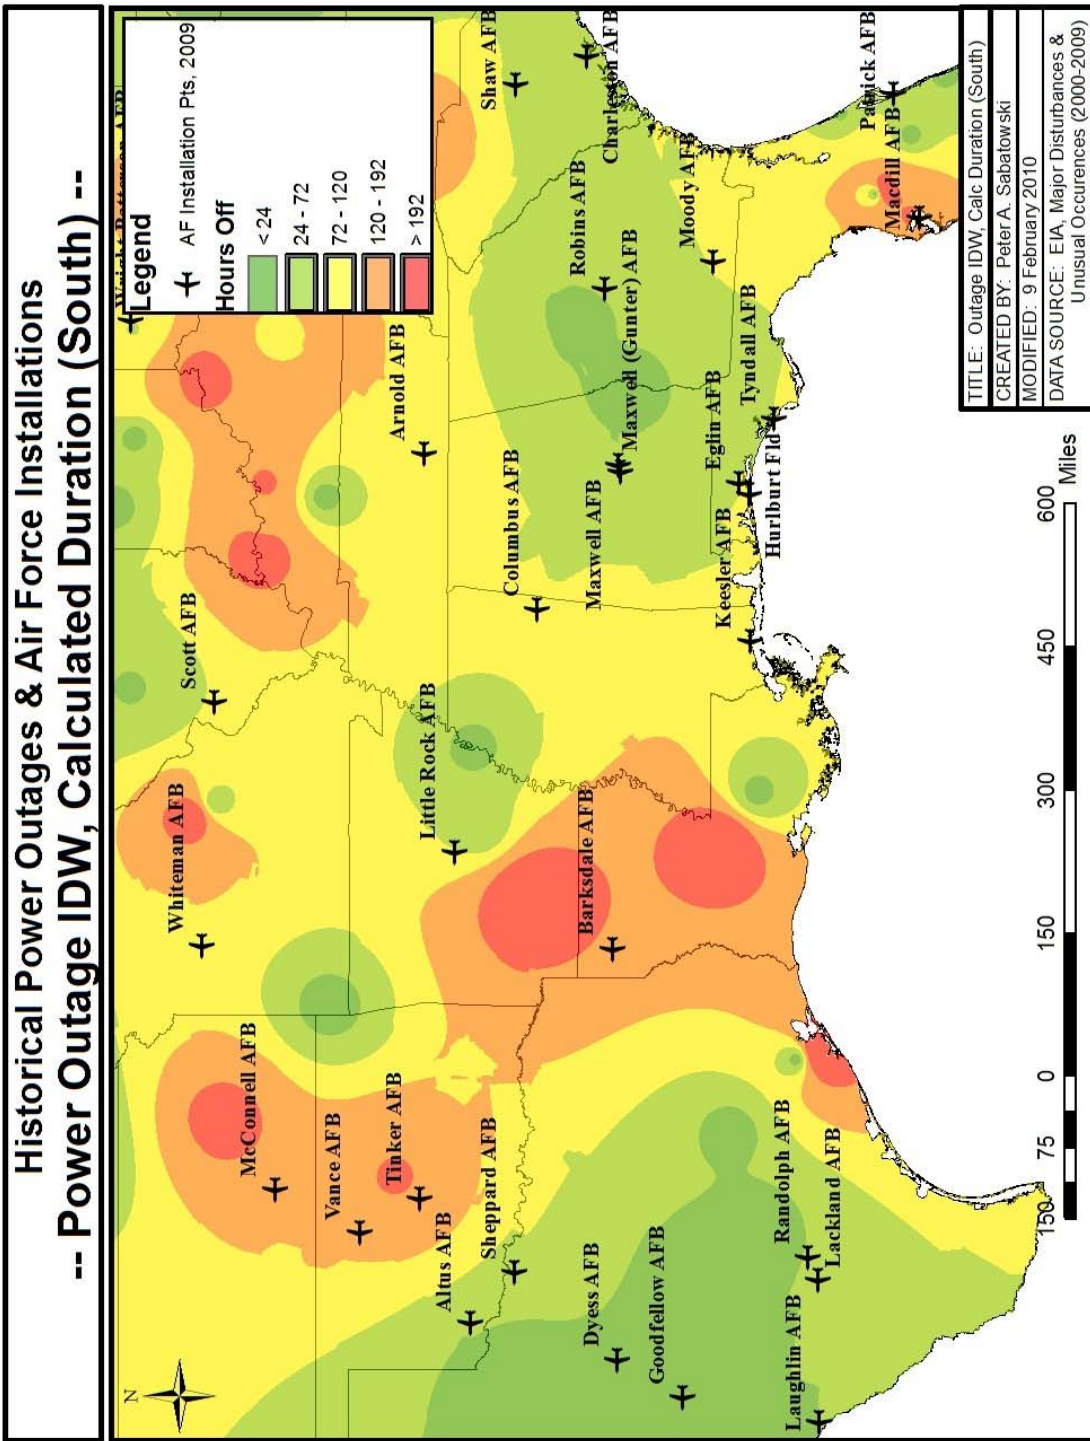 Historical Power Outages & Air Force Installations
-- Power Outage IDW, Calculated Duration (South) --
N
Wright Patterson AFB
Legend
AF Installation Pts, 2009
Hours Off
< 24
24 - 72
72 - 120
120 - 192
> 192
McConnell AFB
Whiteman AFB
Scott AFB
Vance AFB
Tinker AFB
Altus AFB
Sheppard AFB
Little Rock AFB
Arnold AFB
Columbus AFB
Shaw AFB
Dyess AFB
Goodfellow AFB
Barksdale AFB
Maxwell AFB
Maxwell (Gunter) AFB
Robins AFB
Charleston AFB
Moody AFB
Laughlin AFB
Randolph AFB
Lackland AFB
Keesler AFB
Eglin AFB
Hurlburt Fld
Tyndall AFB
Macdill AFB
Patrick AFB
150 75 0 150 300 450 600
Miles
TITLE: Outage IDW, Calc Duration (South)
CREATED BY: Peter A. Sabatowski
MODIFIED: 9 February 2010
DATA SOURCE: EIA, Major Disturbances &
Unusual Occurrences (2000-2009)